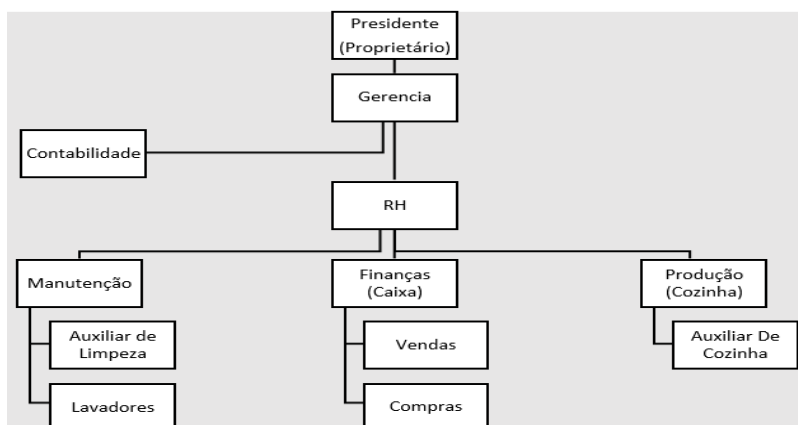 Presidente
(Proprietário)
Gerencia
Contabilidade
RH
Manutenção
Finanças
(Caixa)
Produção
(Cozinha)
Auxiliar de
Limpeza
Vendas
Auxiliar De
Cozinha
Lavadores
Compras